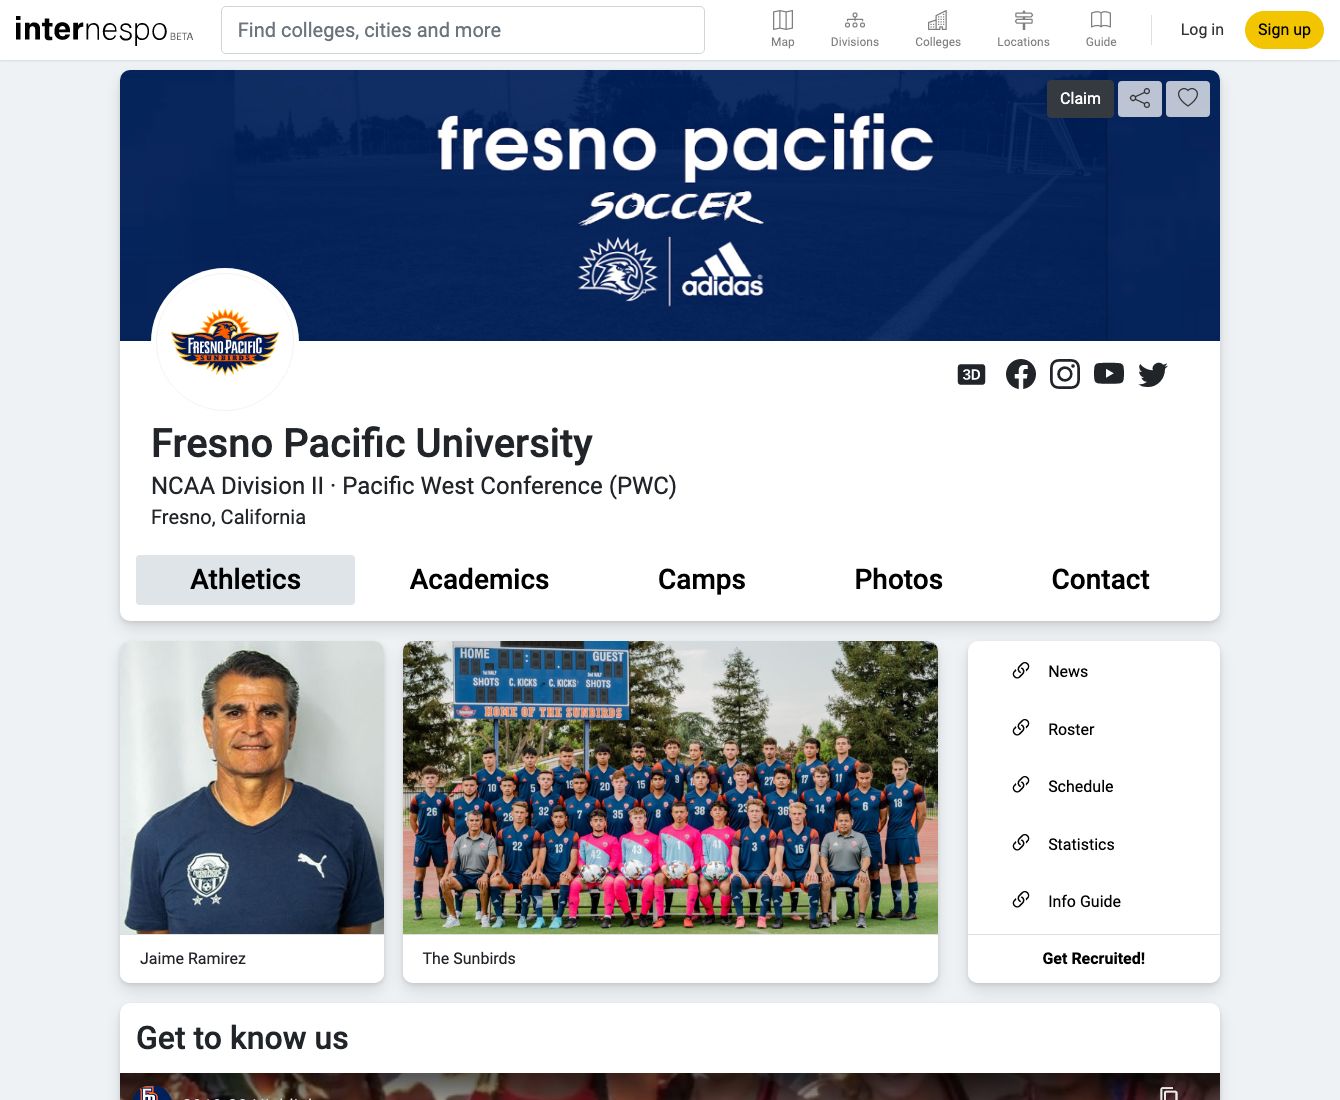 internespo BETA
Find colleges, cities and more
Map
Divisions
Colleges
Locations
Guide
Log in
Sign up
Claim
fresno pacific
SOCCER
adidas
FRESNO PACIFIC
SUNBIRDS
3D
Fresno Pacific University
NCAA Division II · Pacific West Conference (PWC)
Fresno, California
Athletics
Academics
Camps
Photos
Contact
HOME
GUEST
SHOTS
C. KICKS
C. KICKS
SHOTS
HOME OF THE SUNBIRDS
Jaime Ramirez
The Sunbirds
News
Roster
Schedule
Statistics
Info Guide
Get Recruited!
Get to know us